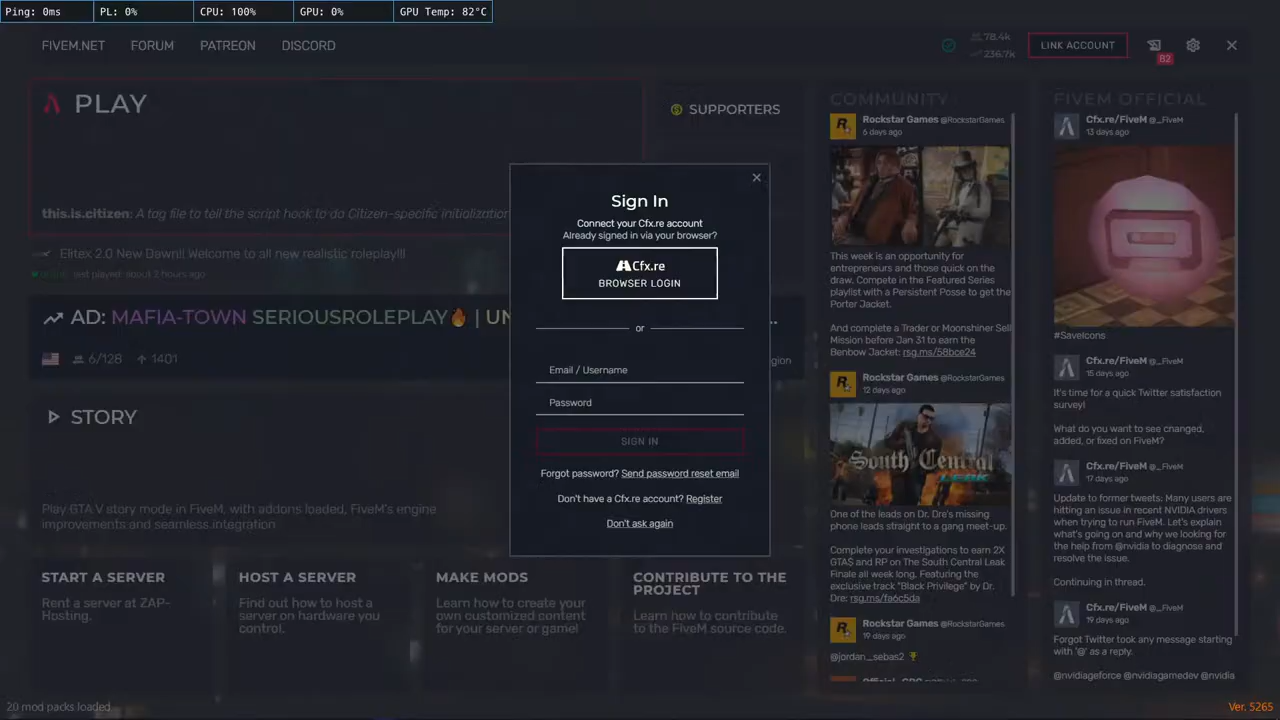 Ping: 0ms
PL: 0%
CPU: 100%
GPU: 0%
GPU Temp: 82°C
FIVEM.NET
FORUM
PATREON
DISCORD
78.4k
236.7k
LINK ACCOUNT
82
PLAY
this.is.citizen: A tag file to tell the script hook to do Citizen-specific initialization
Elitex 2.0 New Dawn!! Welcome to all new realistic roleplay!!!
last played: about 2 hours ago
AD: MAFIA-TOWN SERIOUSROLEPLAY🔥 | UN
...
6/128
1401
STORY
Play GTA V story mode in FiveM, with addons loaded, FiveM's engine
improvements and seamless integration
START A SERVER
Rent a server at ZAP-
Hosting.
HOST A SERVER
Find out how to host a
server on hardware you
control.
MAKE MODS
Learn how to create your
own customized content
for your server or game!
CONTRIBUTE TO THE
PROJECT
Learn how to contribute
to the FiveM source code.
SUPPORTERS
Sign In
Connect your Cfx.re account
Already signed in via your browser?
Cfx.re
BROWSER LOGIN
or
Email / Username
Password
SIGN IN
Forgot password? Send password reset email
Don't have a Cfx.re account? Register
Don't ask again
COMMUNITY
Rockstar Games @RockstarGames
6 days ago
This week is an opportunity for
entrepreneurs and those quick on the
draw. Compete in the Featured Series
playlist with a Persistent Posse to get the
Porter Jacket.
And complete a Trader or Moonshiner Sell
Mission before Jan 31 to earn the
Benbow Jacket: rsg.ms/58bce24
Rockstar Games @RockstarGames
12 days ago
South Central
LEAK
One of the leads on Dr. Dre's missing
phone leads straight to a gang meet-up.
Complete your investigations to earn 2X
GTA$ and RP on The South Central Leak
Finale all week long. Featuring the
exclusive track "Black Privilege" by Dr.
Dre: rsg.ms/fa6c5da
Rockstar Games @RockstarGames
19 days ago
@jordan_sebas2 🏆
FIVEM OFFICIAL
Cfx.re/FiveM @_FiveM
13 days ago
#SaveIcons
Cfx.re/FiveM @_FiveM
15 days ago
It's time for a quick Twitter satisfaction
survey!
What do you want to see changed,
added, or fixed on FiveM?
Cfx.re/FiveM @_FiveM
17 days ago
Update to former tweets: Many users are
hitting an issue in recent NVIDIA drivers
when trying to run FiveM. Let's explain
what's going on and why we looking for
the help from @nvidia to diagnose and
resolve the issue.
Continuing in thread.
Cfx.re/FiveM @_FiveM
19 days ago
Forgot Twitter took any message starting
with '@' as a reply.
@nvidiageforce @nvidiagamedev @nvidia
20 mod packs loaded
Ver. 5265